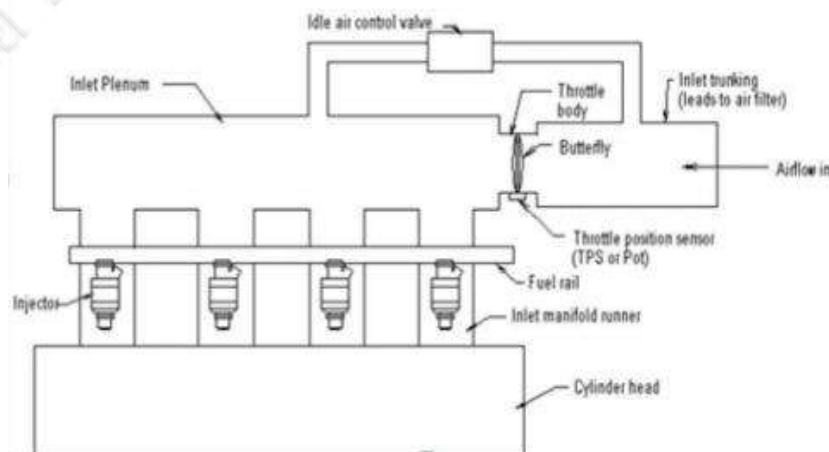 Idle air control valve
Inlet Plenum
Throttle
body
Inlet trunking
(leads to air filter)
Butterfly
Airflow in
Throttle position sensor
(TPS or Pot)
Fuel rail
Injector
Inlet manifold runner
Cylinder head